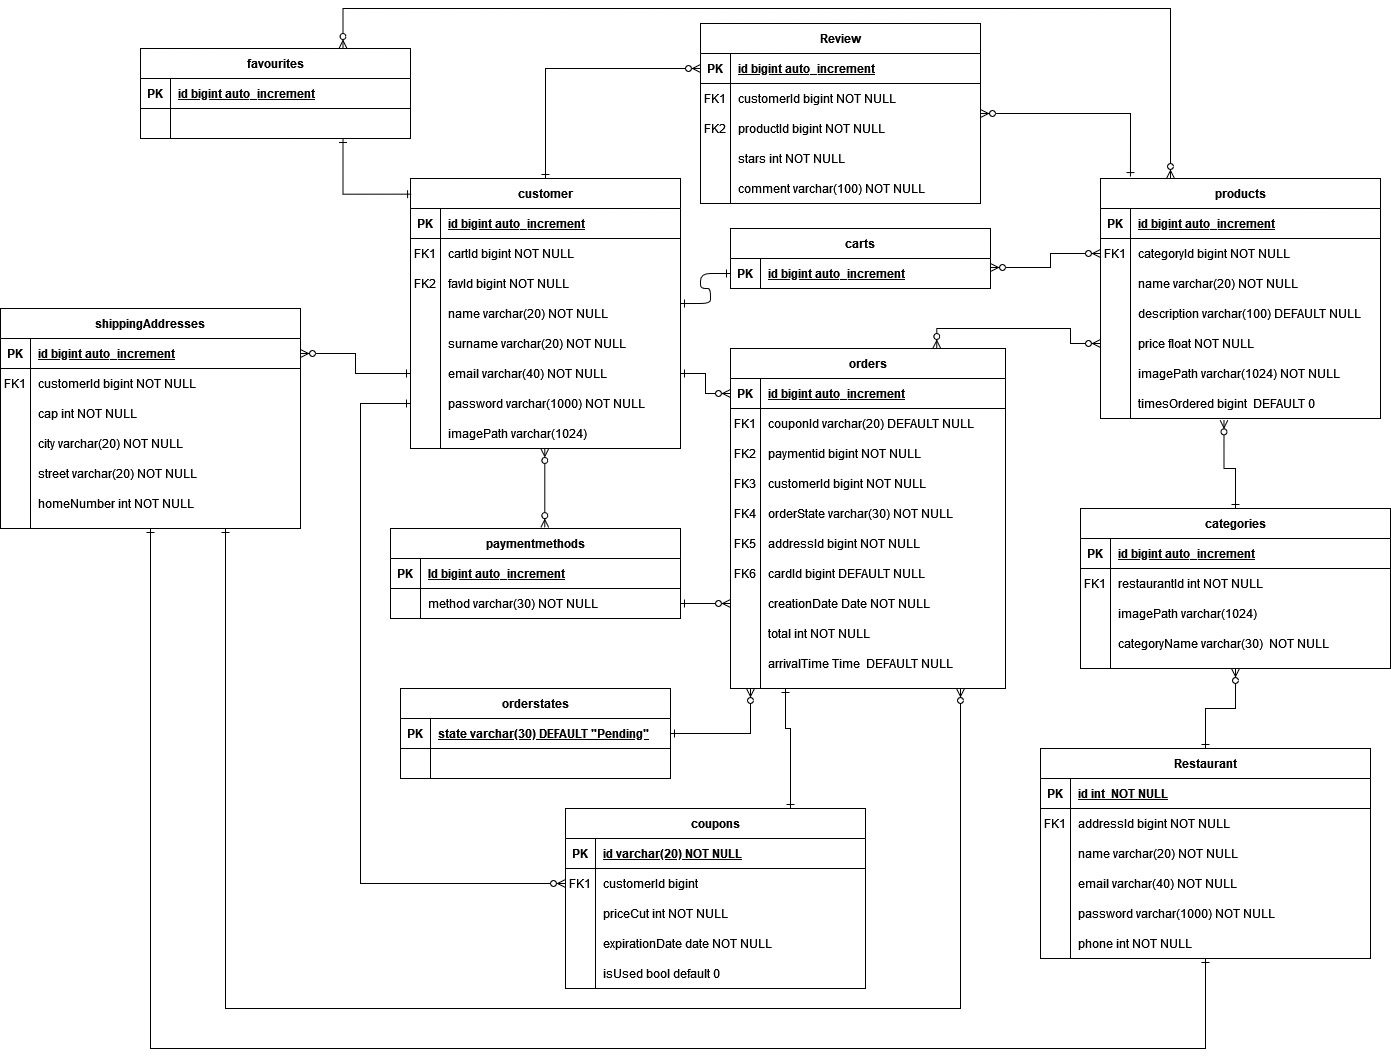 favourites
PK id bigint auto_increment
Review
PK id bigint auto_increment
FK1 customerId bigint NOT NULL
FK2 productId bigint NOT NULL
stars int NOT NULL
comment varchar(100) NOT NULL
customer
PK id bigint auto_increment
FK1 cartId bigint NOT NULL
FK2 favId bigint NOT NULL
name varchar(20) NOT NULL
surname varchar(20) NOT NULL
email varchar(40) NOT NULL
password varchar(1000) NOT NULL
imagePath varchar(1024)
carts
PK id bigint auto_increment
products
PK id bigint auto_increment
FK1 categoryId bigint NOT NULL
name varchar(20) NOT NULL
description varchar(100) DEFAULT NULL
price float NOT NULL
imagePath varchar(1024) NOT NULL
timesOrdered bigint DEFAULT 0
shippingAddresses
PK id bigint auto_increment
FK1 customerId bigint NOT NULL
cap int NOT NULL
city varchar(20) NOT NULL
street varchar(20) NOT NULL
homeNumber int NOT NULL
orders
PK id bigint auto_increment
FK1 couponId varchar(20) DEFAULT NULL
FK2 paymentid bigint NOT NULL
FK3 customerId bigint NOT NULL
FK4 orderState varchar(30) NOT NULL
FK5 addressId bigint NOT NULL
FK6 cardId bigint DEFAULT NULL
creationDate Date NOT NULL
total int NOT NULL
arrivalTime Time DEFAULT NULL
paymentmethods
PK Id bigint auto_increment
method varchar(30) NOT NULL
categories
PK id bigint auto_increment
FK1 restaurantId int NOT NULL
imagePath varchar(1024)
categoryName varchar(30) NOT NULL
orderstates
PK state varchar(30) DEFAULT "Pending"
coupons
PK id varchar(20) NOT NULL
FK1 customerId bigint
priceCut int NOT NULL
expirationDate date NOT NULL
isUsed bool default 0
Restaurant
PK id int NOT NULL
FK1 addressId bigint NOT NULL
name varchar(20) NOT NULL
email varchar(40) NOT NULL
password varchar(1000) NOT NULL
phone int NOT NULL